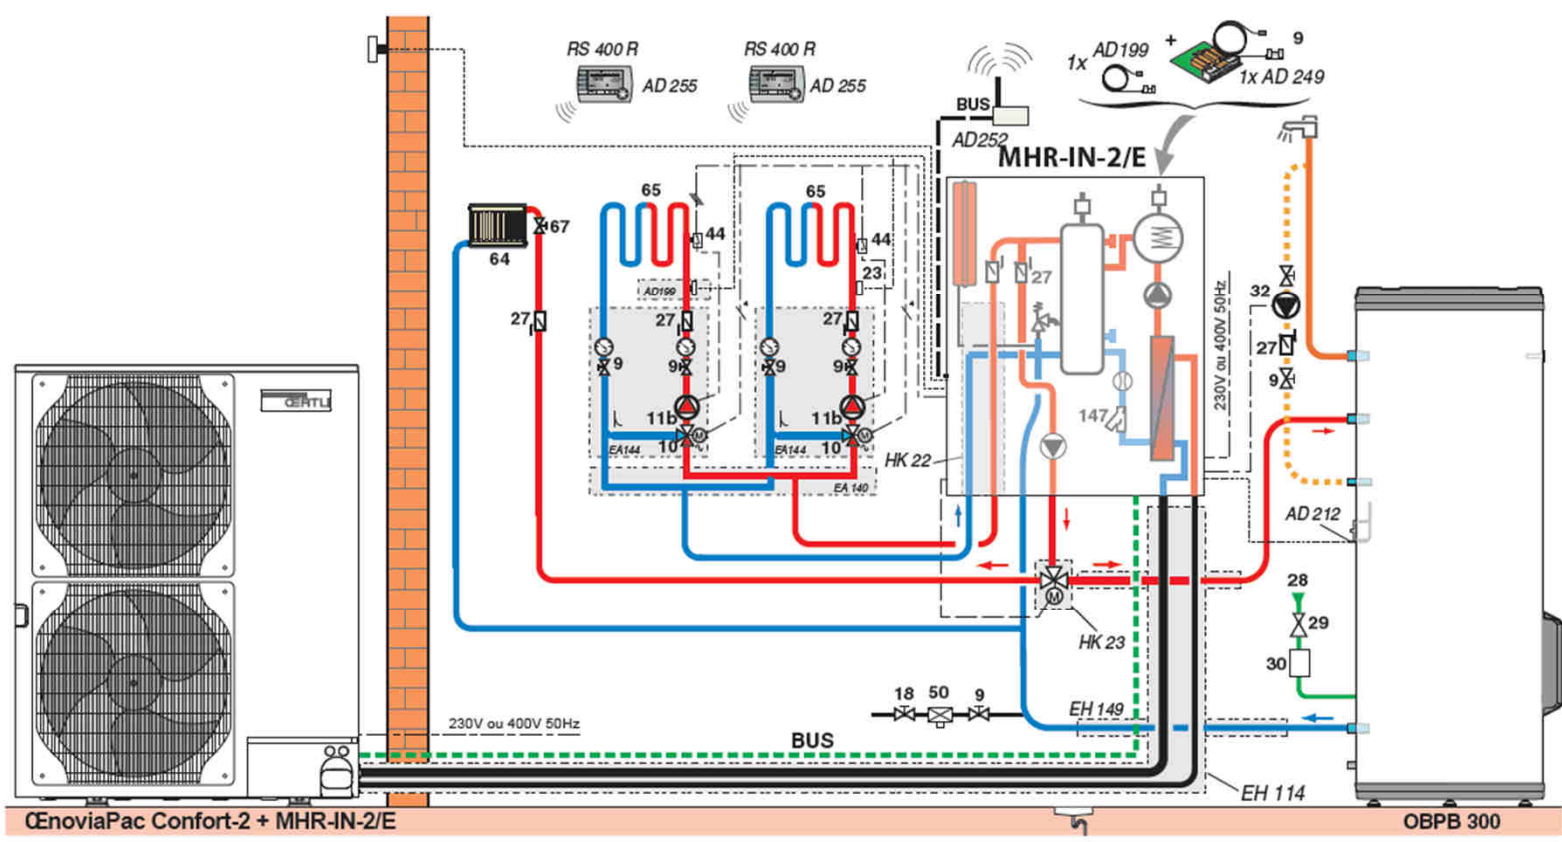 RS 400 R
AD 255
RS 400 R
AD 255
BUS
AD252
1x AD199
+
9
1x AD 249
MHR-IN-2/E
65
65
67
64
44
44
23
AD199
27
27
27
27
9
9
9
9
11b
11b
10
10
EA144
EA144
EA 140
147
HK 22
230V ou 400V 50Hz
32
27
9
AD 212
28
29
30
HK 23
18
50
9
EH 149
230V ou 400V 50Hz
BUS
EH 114
M
M
M
ŒRTLI
ŒnoviaPac Confort-2 + MHR-IN-2/E
OBPB 300